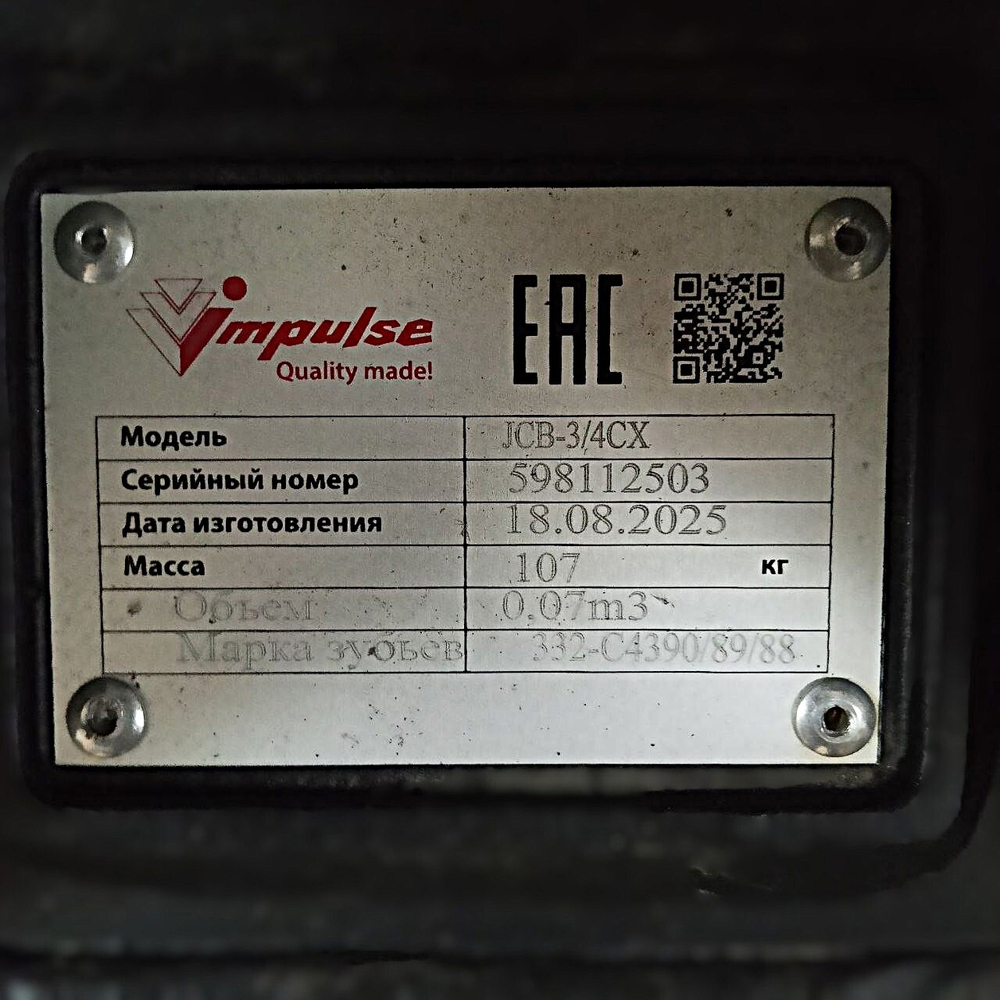 impulse
Quality made!
EAC
Модель JCB-3/4CX
Серийный номер 598112503
Дата изготовления 18.08.2025
Масса 107 кг
Объем 0.07m3
Марка зубьев 332-C4390/89/88